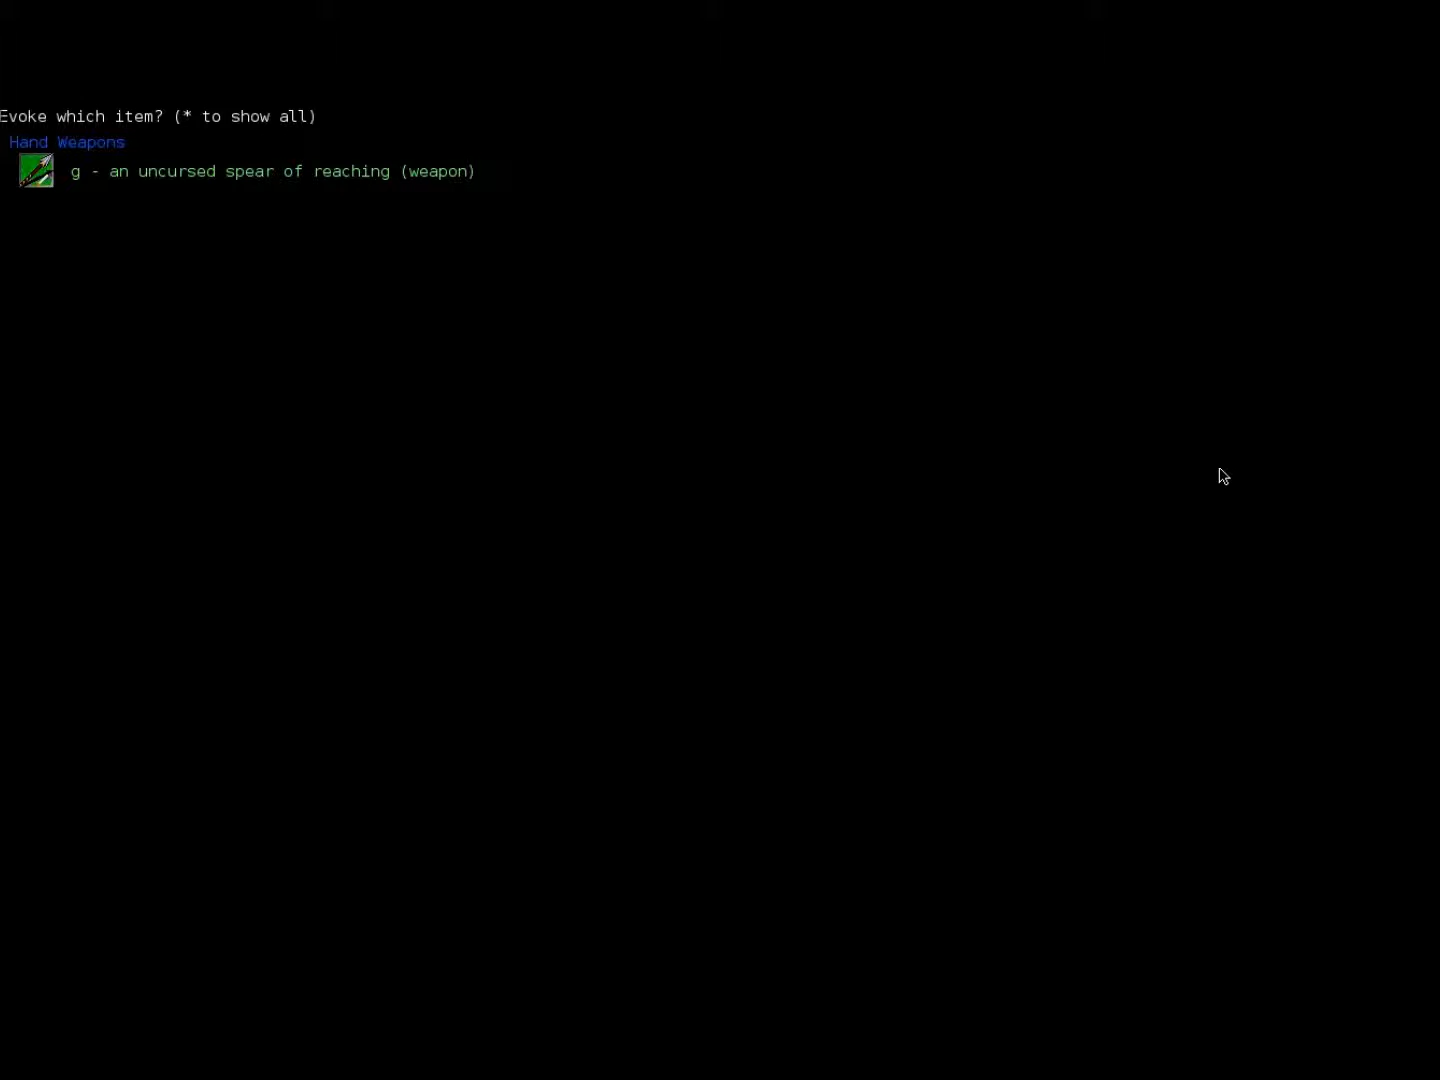 Evoke which item? (* to show all)
Hand Weapons
g - an uncursed spear of reaching (weapon)